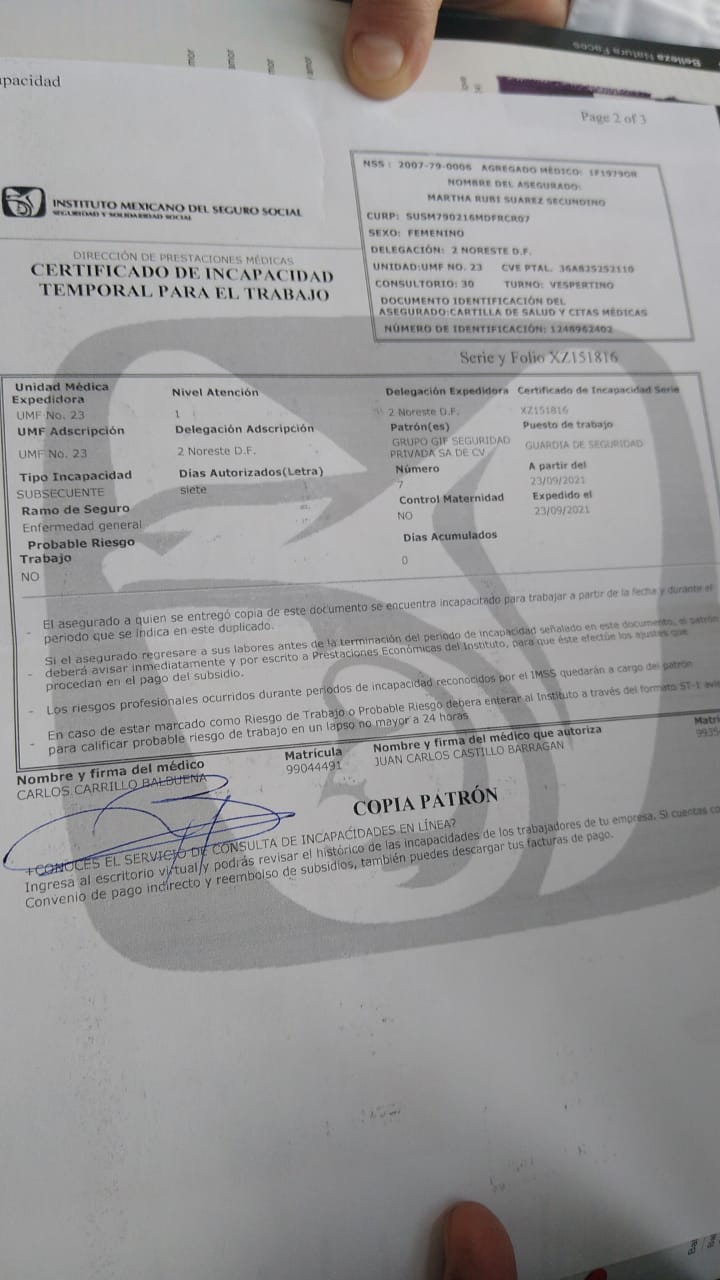 apacidad
Page 2 of 3
NSS : 2007-79-0006 AGREGADO MÉDICO: 1F1979OR
NOMBRE DEL ASEGURADO:
MARTHA RUBI SUAREZ SECUNDINO
CURP: SUSM790216MDFRCR07
SEXO: FEMENINO
DELEGACIÓN: 2 NORESTE D.F.
UNIDAD:UMF NO. 23 CVE PTAL. 36A825252110
CONSULTORIO: 30 TURNO: VESPERTINO
DOCUMENTO IDENTIFICACIÓN DEL
ASEGURADO:CARTILLA DE SALUD Y CITAS MÉDICAS
NÚMERO DE IDENTIFICACIÓN: 1248962402
INSTITUTO MEXICANO DEL SEGURO SOCIAL
SEGURIDAD Y SOLIDARIDAD SOCIAL
DIRECCIÓN DE PRESTACIONES MÉDICAS
CERTIFICADO DE INCAPACIDAD
TEMPORAL PARA EL TRABAJO
Serie y Folio XZ151816
Unidad Médica Expedidora
UMF No. 23
Nivel Atención
1
Delegación Expedidora
2 Noreste D.F.
Certificado de Incapacidad Serie
XZ151816
UMF Adscripción
UMF No. 23
Delegación Adscripción
2 Noreste D.F.
Patrón(es)
GRUPO GIF SEGURIDAD
PRIVADA SA DE CV
Puesto de trabajo
GUARDIA DE SEGURIDAD
Tipo Incapacidad
SUBSECUENTE
Días Autorizados(Letra)
siete
Número
7
A partir del
23/09/2021
Ramo de Seguro
Enfermedad general
Control Maternidad
NO
Expedido el
23/09/2021
Probable Riesgo
Trabajo
NO
Días Acumulados
0
- El asegurado a quien se entregó copia de este documento se encuentra incapacitado para trabajar a partir de la fecha y durante el
periodo que se indica en este duplicado.
- Si el asegurado regresare a sus labores antes de la terminación del periodo de incapacidad señalado en este documento, el patrón
deberá avisar inmediatamente y por escrito a Prestaciones Económicas del Instituto, para que éste efectúe los ajustes que
procedan en el pago del subsidio.
- Los riesgos profesionales ocurridos durante periodos de incapacidad reconocidos por el IMSS quedarán a cargo del patrón
- En caso de estar marcado como Riesgo de Trabajo o Probable Riesgo deberá enterar al Instituto a través del formato ST-1
para calificar probable riesgo de trabajo en un lapso no mayor a 24 horas
Nombre y firma del médico
CARLOS CARRILLO BALBUENA
Matrícula
99044491
Nombre y firma del médico que autoriza
JUAN CARLOS CASTILLO BARRAGAN
Matrí
9935
COPIA PATRÓN
¿CONOCES EL SERVICIO DE CONSULTA DE INCAPACIDADES EN LÍNEA?
Ingresa al escritorio virtual y podrás revisar el histórico de las incapacidades de los trabajadores de tu empresa. Si cuentas co
Convenio de pago indirecto y reembolso de subsidios, también puedes descargar tus facturas de pago.